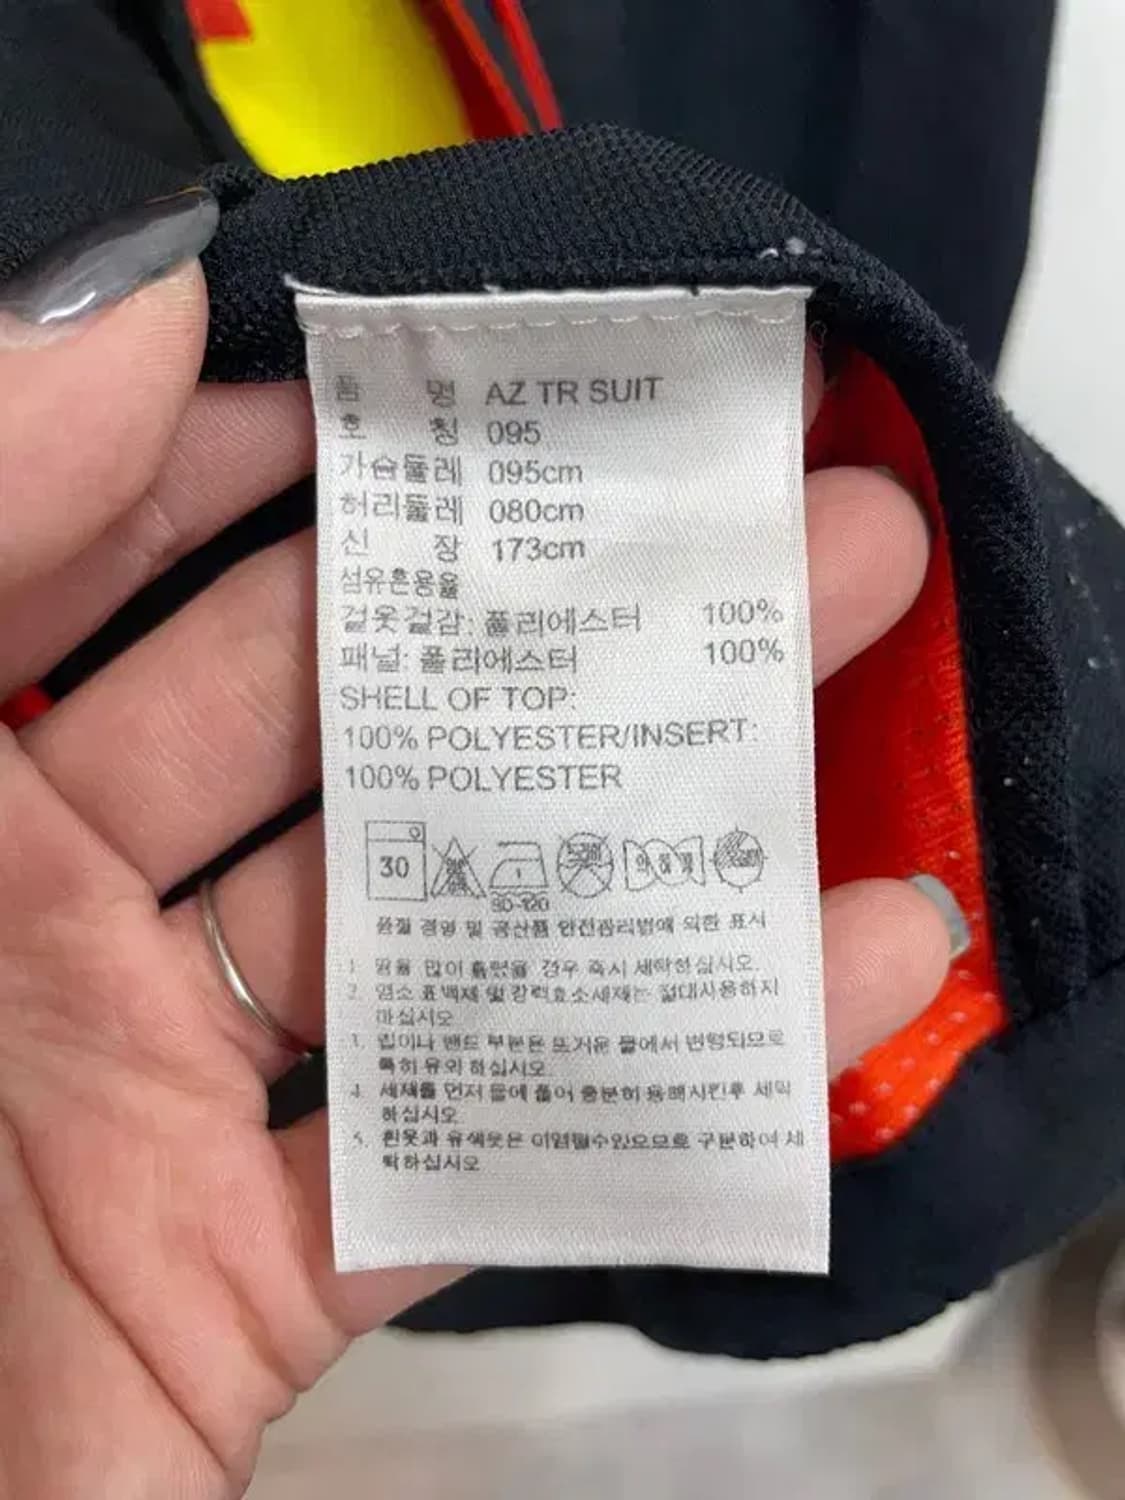 품 명 AZ TR SUIT
호 칭 095
가슴둘레 095cm
허리둘레 080cm
신 장 173cm
섬유혼용율
겉옷겉감: 폴리에스터 100%
패널: 폴리에스터 100%
SHELL OF TOP:
100% POLYESTER/INSERT:
100% POLYESTER
30
80-120
품질 경영 및 공산품 안전관리법에 의한 표시
1. 땀을 많이 흘렸을 경우 즉시 세탁하십시오.
2. 염소 표백제 및 강력효소세제는 절대사용하지
마십시오
3. 립이나 밴드 부분은 뜨거운 물에서 변형되므로
특히 유의 하십시오.
4. 세제를 먼저 물에 풀어 충분히 용해시킨후 세탁
하십시오.
5. 흰옷과 유색옷은 이염될수있으므로 구분하여 세
탁하십시오